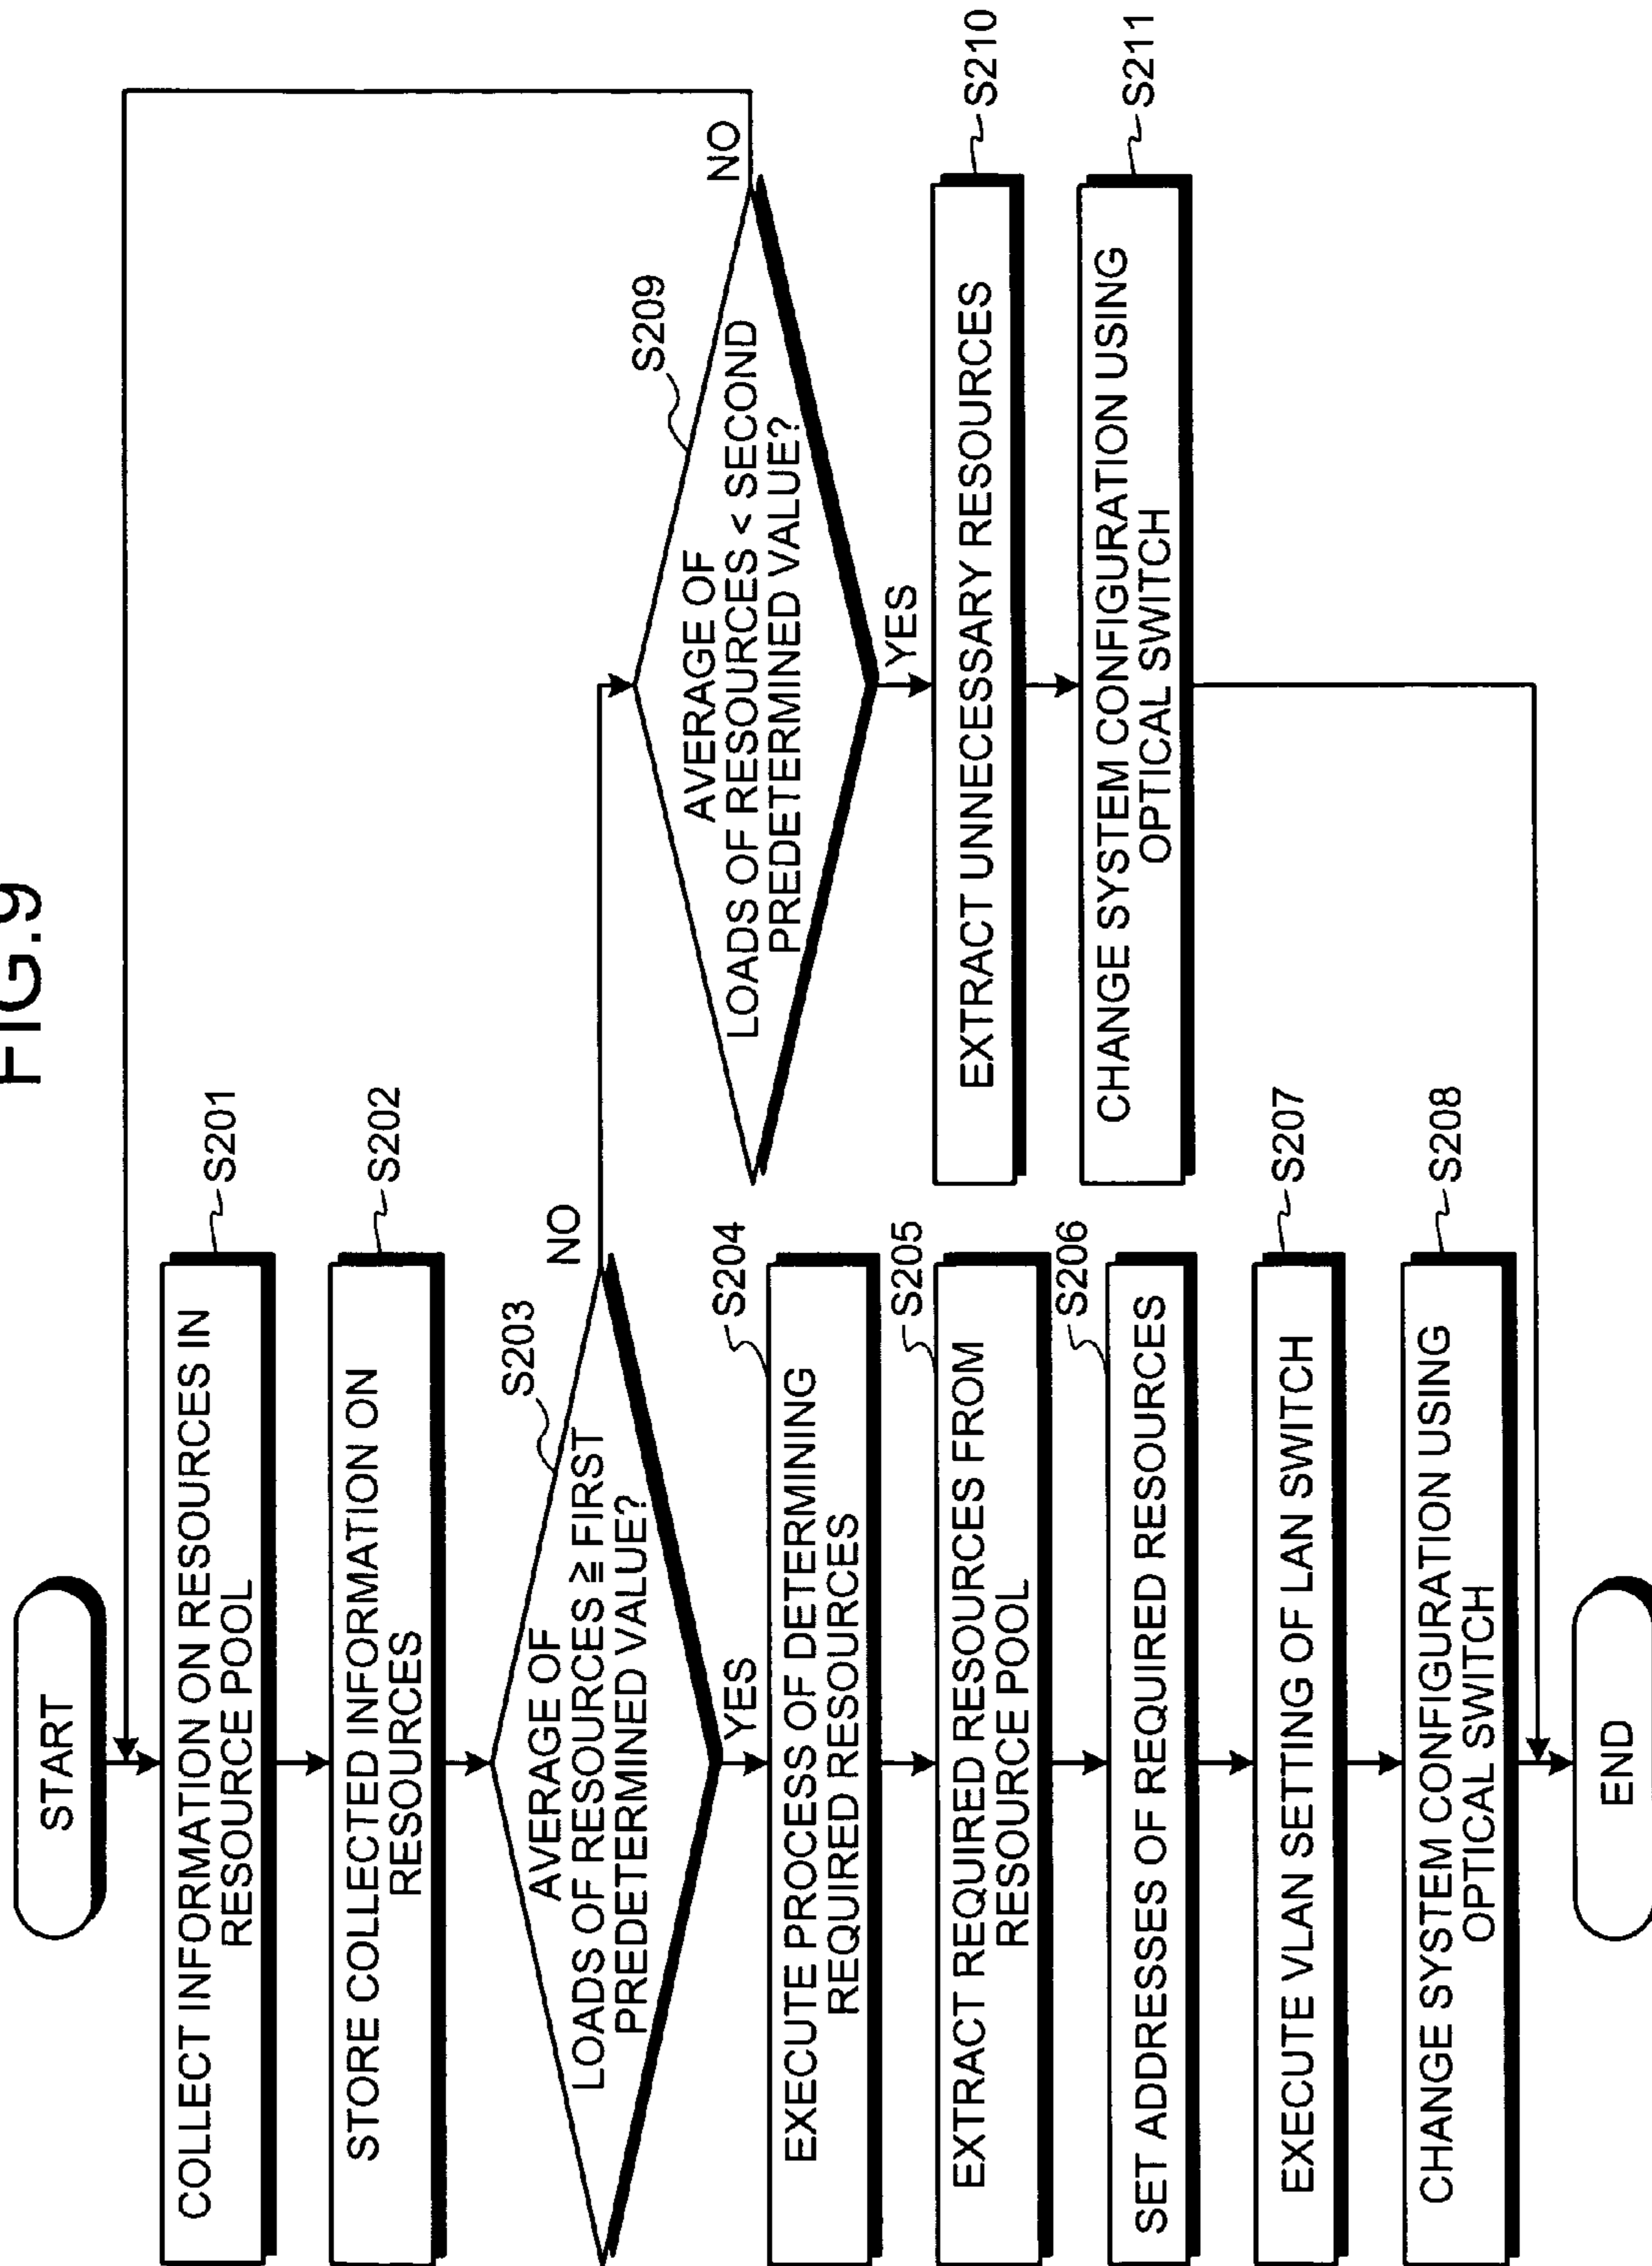 FIG.9
START
COLLECT INFORMATION ON RESOURCES IN
RESOURCE POOL
S201
STORE COLLECTED INFORMATION ON
RESOURCES
S202
AVERAGE OF
LOADS OF RESOURCES ≧ FIRST
PREDETERMINED VALUE?
S203
NO
YES
EXECUTE PROCESS OF DETERMINING
REQUIRED RESOURCES
S204
EXTRACT REQUIRED RESOURCES FROM
RESOURCE POOL
S205
SET ADDRESSES OF REQUIRED RESOURCES
S206
EXECUTE VLAN SETTING OF LAN SWITCH
S207
CHANGE SYSTEM CONFIGURATION USING
OPTICAL SWITCH
S208
END
AVERAGE OF
LOADS OF RESOURCES < SECOND
PREDETERMINED VALUE?
S209
NO
YES
EXTRACT UNNECESSARY RESOURCES
S210
CHANGE SYSTEM CONFIGURATION USING
OPTICAL SWITCH
S211